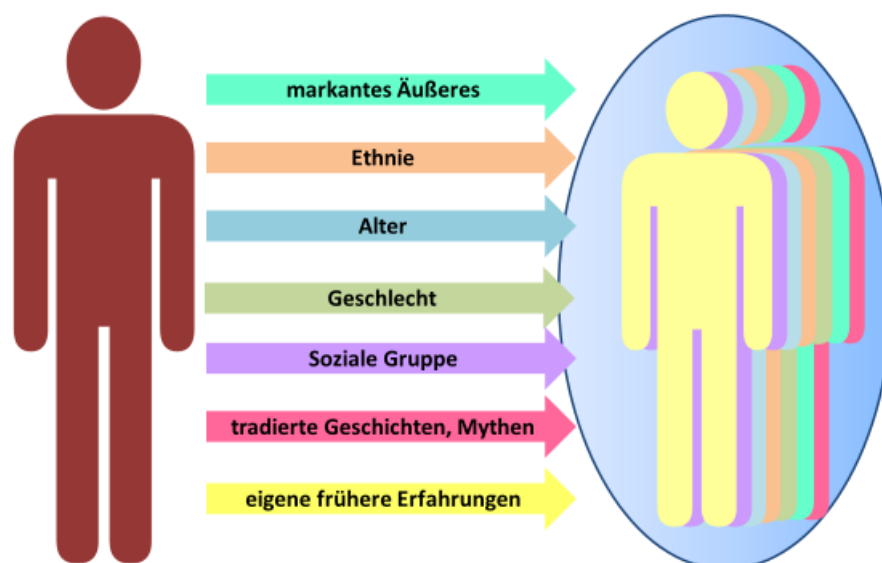 markantes Äußeres
Ethnie
Alter
Geschlecht
Soziale Gruppe
tradierte Geschichten, Mythen
eigene frühere Erfahrungen